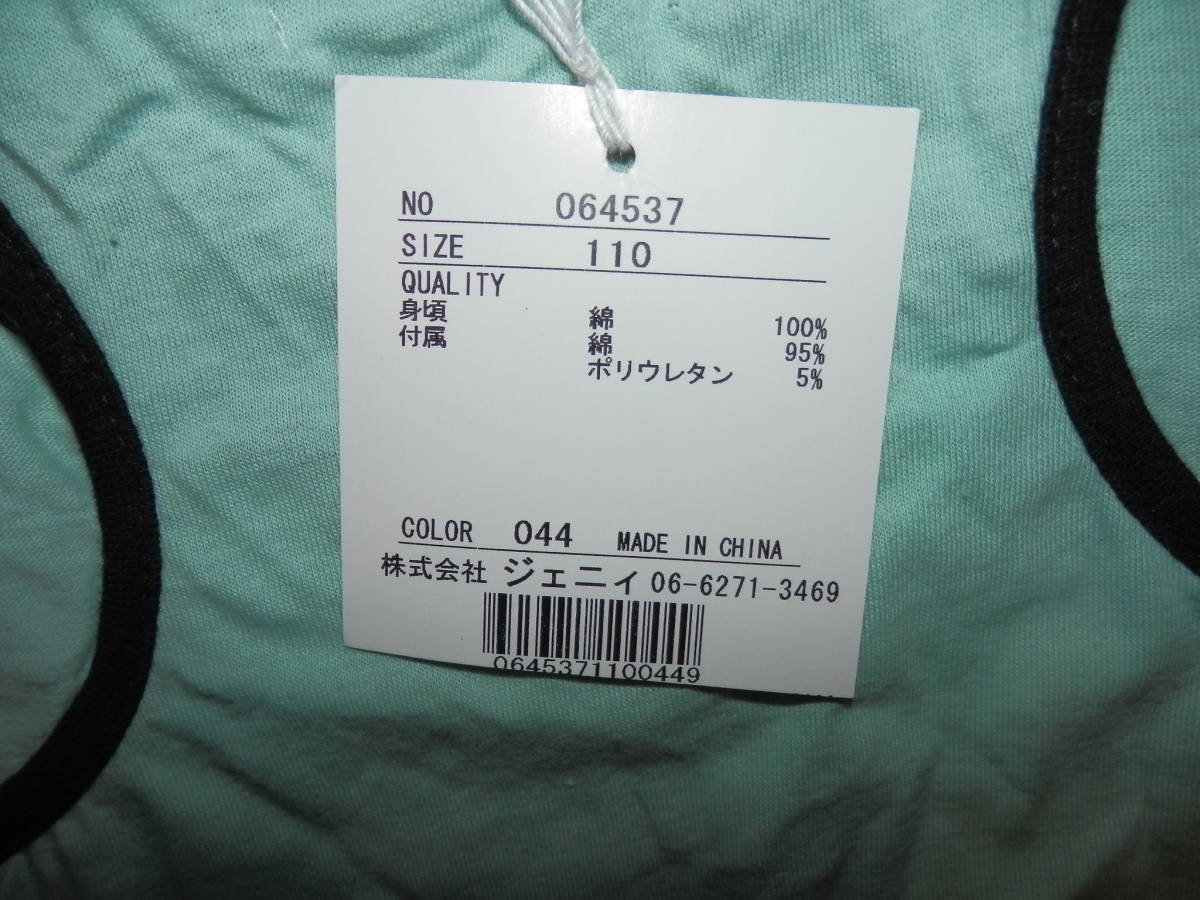 NO 064537
SIZE 110
QUALITY
身頃 綿 100%
付属 綿 95%
ポリウレタン 5%
COLOR 044 MADE IN CHINA
株式会社 ジェニィ 06-6271-3469
0645371100449